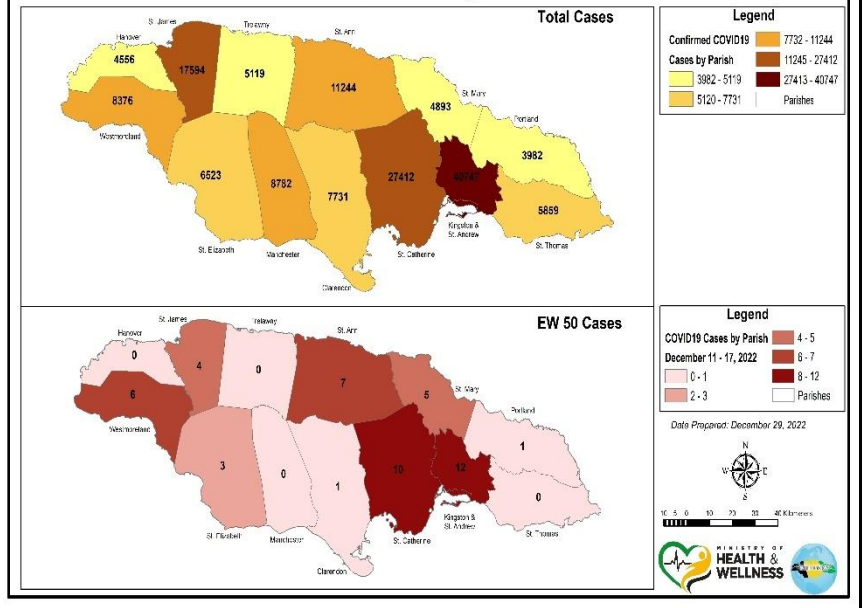 Total Cases
Hanover
St. James
Trelawny
St. Ann
4556
17594
5119
11244
St. Mary
4893
8376
Portland
3982
Westmoreland
6523
8782
7731
27412
40747
5859
St. Elizabeth
Manchester
Clarendon
St. Catherine
Kingston &
St. Andrew
St. Thomas
Legend
Confirmed COVID19
Cases by Parish
3982 - 5119
5120 - 7731
7732 - 11244
11245 - 27412
27413 - 40747
Parishes
EW 50 Cases
Hanover
St. James
Trelawny
St. Ann
0
4
0
7
5
St. Mary
6
Portland
1
Westmoreland
3
0
1
10
12
0
St. Elizabeth
Manchester
Clarendon
St. Catherine
Kingston &
St. Andrew
St. Thomas
Legend
COVID19 Cases by Parish
December 11 - 17, 2022
0 - 1
2 - 3
4 - 5
6 - 7
8 - 12
Parishes
Date Prepared: December 29, 2022
N
W E
S
10 5 0 10 20 30 40 Kilometers
MINISTRY OF
HEALTH &
WELLNESS